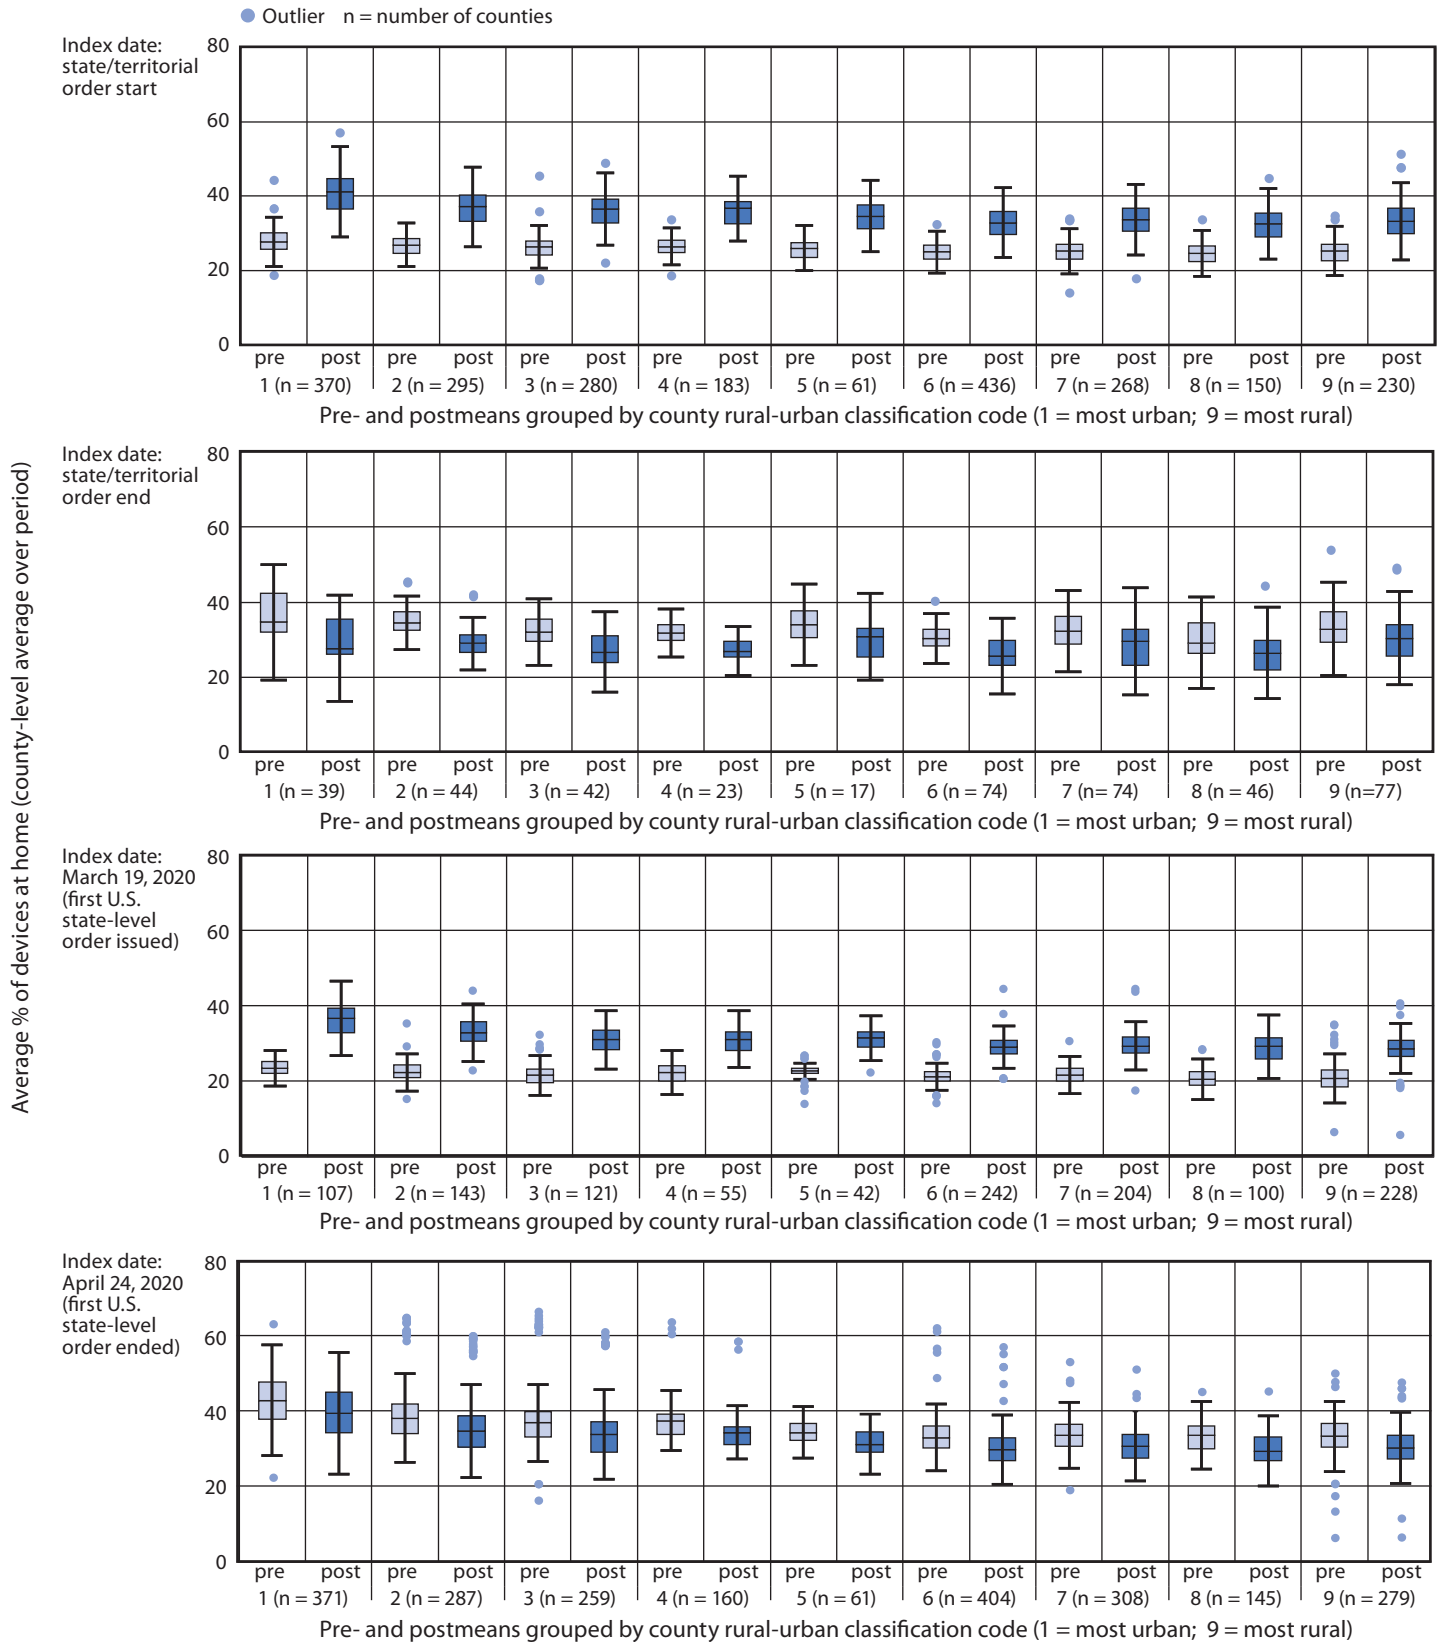 Outlier n = number of counties
Average % of devices at home (county-level average over period)
Index date:
state/territorial
order start
80
60
40
20
0
pre post pre post pre post pre post pre post pre post pre post pre post pre post
1 (n = 370) 2 (n = 295) 3 (n = 280) 4 (n = 183) 5 (n = 61) 6 (n = 436) 7 (n = 268) 8 (n = 150) 9 (n = 230)
Pre- and postmeans grouped by county rural-urban classification code (1 = most urban; 9 = most rural)
Index date:
state/territorial
order end
80
60
40
20
0
pre post pre post pre post pre post pre post pre post pre post pre post pre post
1 (n = 39) 2 (n = 44) 3 (n = 42) 4 (n = 23) 5 (n = 17) 6 (n = 74) 7 (n = 74) 8 (n = 46) 9 (n=77)
Pre- and postmeans grouped by county rural-urban classification code (1 = most urban; 9 = most rural)
Index date:
March 19, 2020
(first U.S.
state-level
order issued)
80
60
40
20
0
pre post pre post pre post pre post pre post pre post pre post pre post pre post
1 (n = 107) 2 (n = 143) 3 (n = 121) 4 (n = 55) 5 (n = 42) 6 (n = 242) 7 (n = 204) 8 (n = 100) 9 (n = 228)
Pre- and postmeans grouped by county rural-urban classification code (1 = most urban; 9 = most rural)
Index date:
April 24, 2020
(first U.S.
state-level
order ended)
80
60
40
20
0
pre post pre post pre post pre post pre post pre post pre post pre post pre post
1 (n = 371) 2 (n = 287) 3 (n = 259) 4 (n = 160) 5 (n = 61) 6 (n = 404) 7 (n = 308) 8 (n = 145) 9 (n = 279)
Pre- and postmeans grouped by county rural-urban classification code (1 = most urban; 9 = most rural)